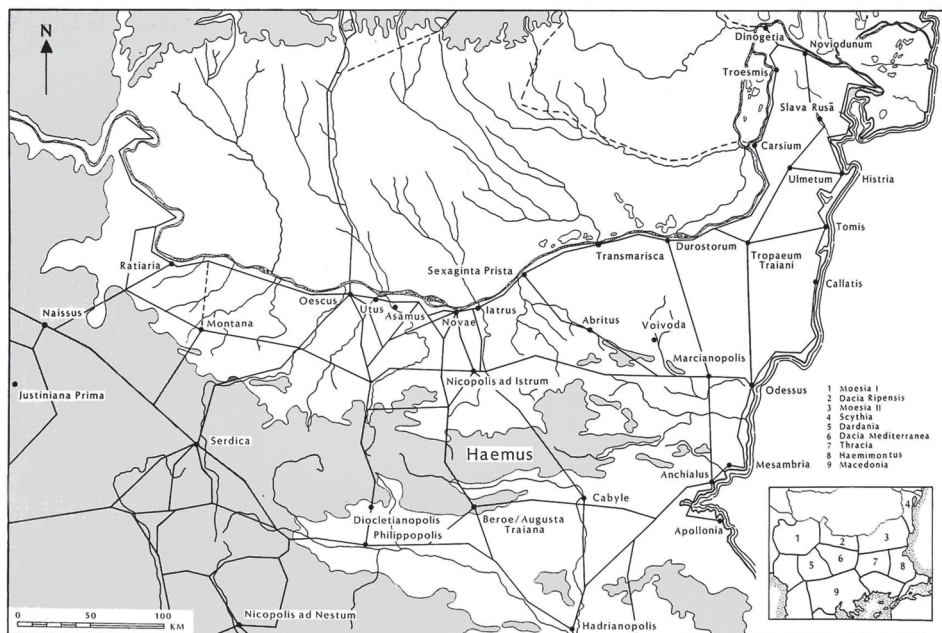 N
Dinogetia
Noviodunum
Troesmis
Slava Rusă
Carsium
Ulmetum
Histria
Tomis
Durostorum
Tropaeum
Traiani
Transmarisca
Callatis
Sexaginta Prista
Ratiaria
Oescus
Utus
Asamus
Novae
Iatrus
Abritus
Voivoda
Naissus
Montana
Marcianopolis
Nicopolis ad Istrum
Odessus
Justiniana Prima
Serdica
Haemus
Mesambria
Anchialus
Cabyle
Diocletianopolis
Philippopolis
Beroe/Augusta
Traiana
Apollonia
Nicopolis ad Nestum
Hadrianopolis
0 50 100
KM
1 Moesia I
2 Dacia Ripensis
3 Moesia II
4 Scythia
5 Dardania
6 Dacia Mediterranea
7 Thracia
8 Haemimontus
9 Macedonia
4
1
2
3
5
6
7
8
9